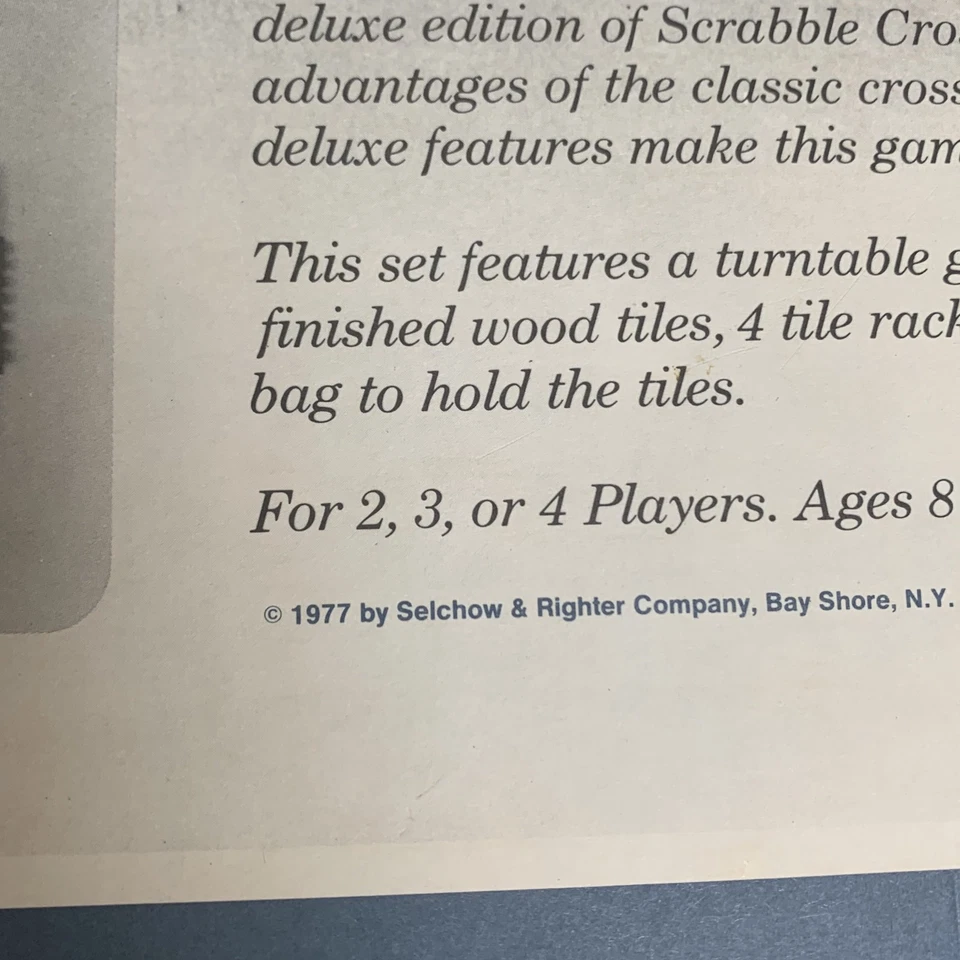 deluxe edition of Scrabble Cro
advantages of the classic cross
deluxe features make this gam
This set features a turntable g
finished wood tiles, 4 tile rack
bag to hold the tiles.
For 2, 3, or 4 Players. Ages 8
© 1977 by Selchow & Righter Company, Bay Shore, N.Y.